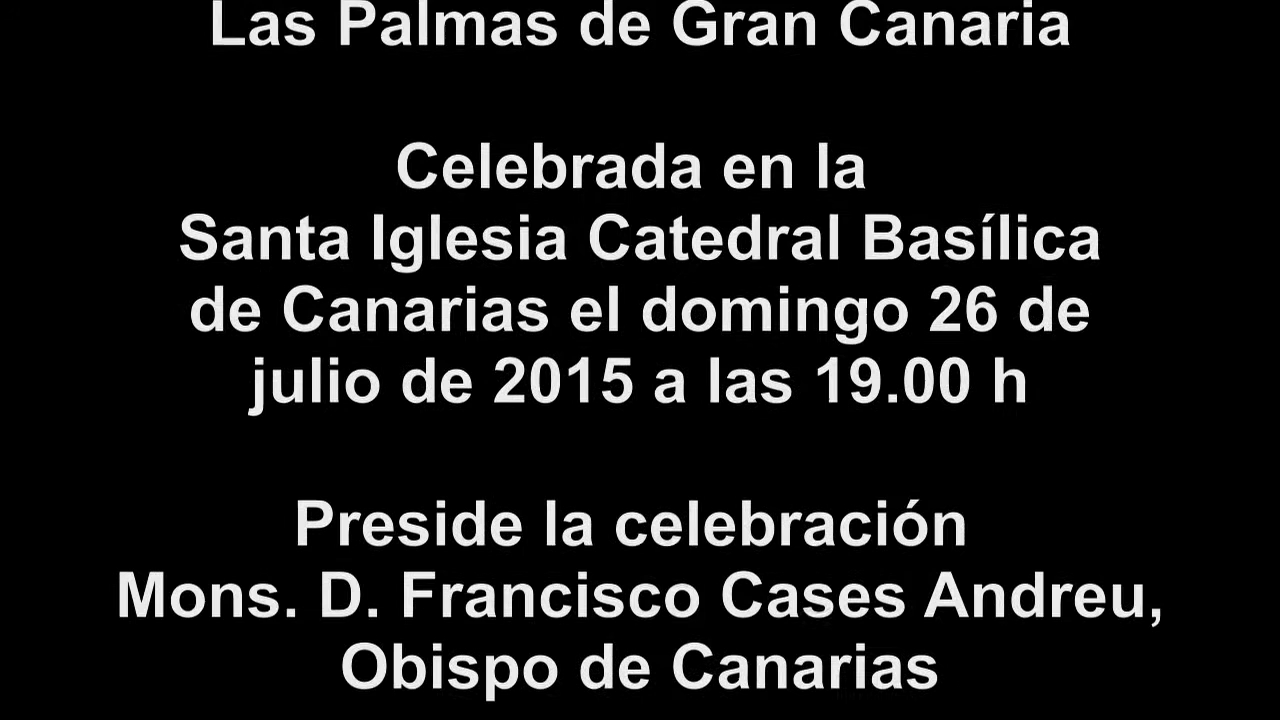 Las Palmas de Gran Canaria
Celebrada en la
Santa Iglesia Catedral Basílica
de Canarias el domingo 26 de
julio de 2015 a las 19.00 h
Preside la celebración
Mons. D. Francisco Cases Andreu,
Obispo de Canarias